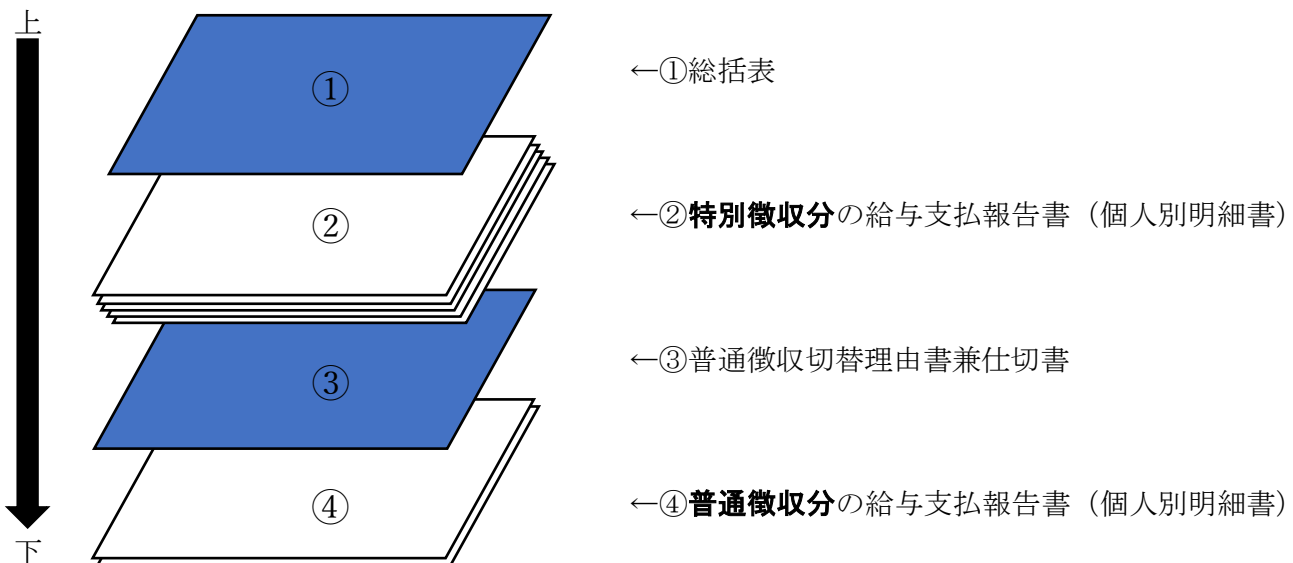 上
①
←①総括表
②
←②特別徴収分の給与支払報告書（個人別明細書）
③
←③普通徴収切替理由書兼仕切書
④
←④普通徴収分の給与支払報告書（個人別明細書）
下